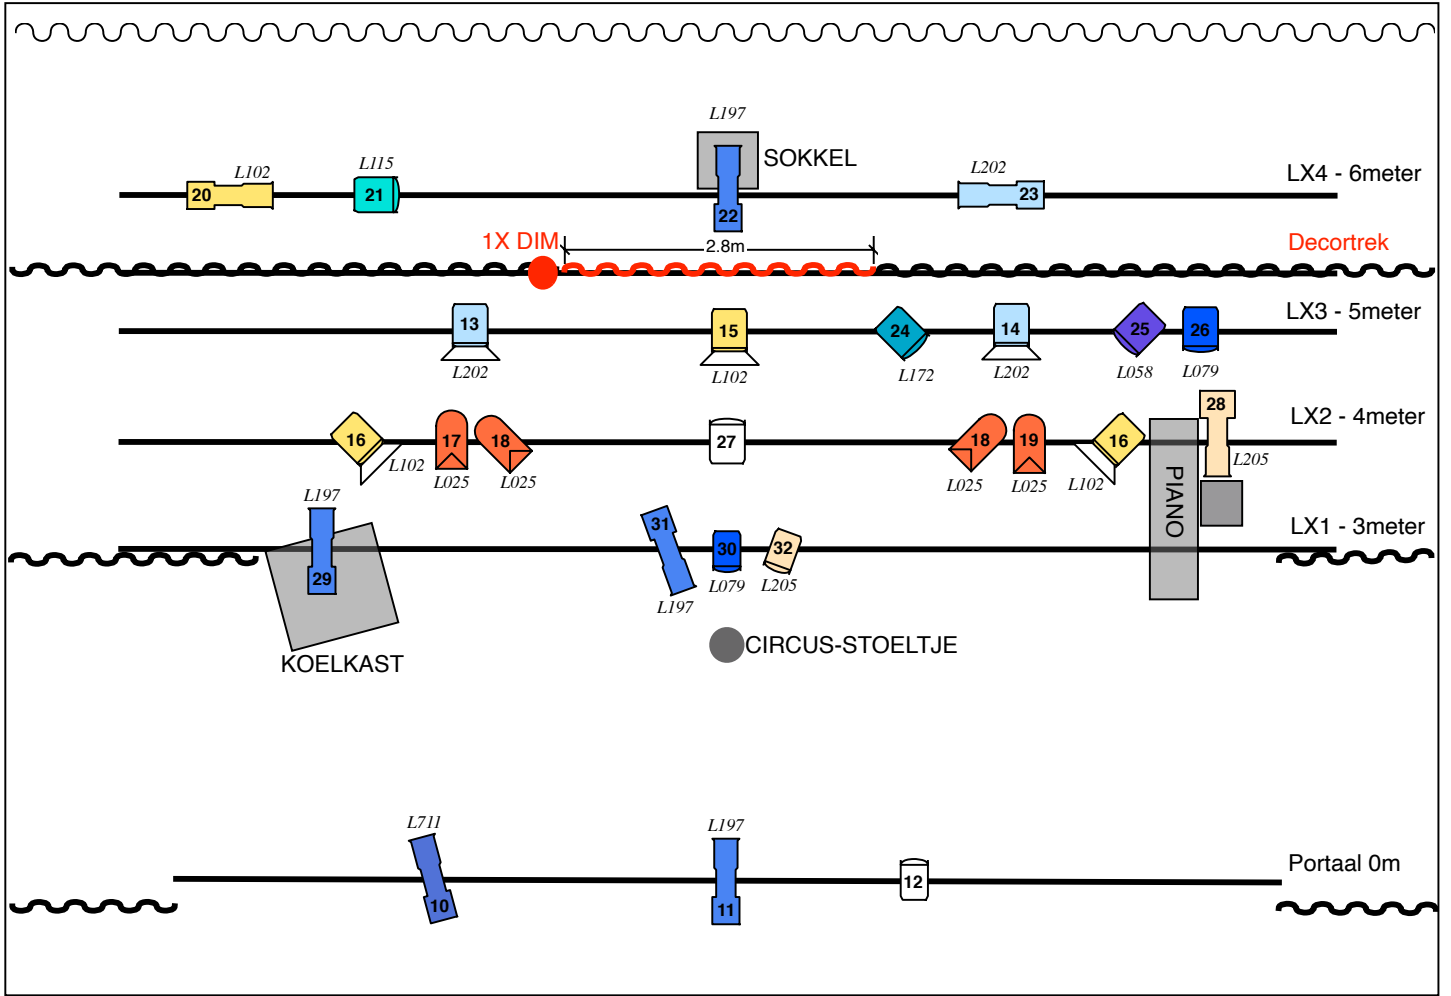 L197
SOKKEL
L102
L115
L202
LX4 - 6meter
20
21
22
23
1X DIM
2.8m
Decortrek
LX3 - 5meter
13
15
24
14
25
26
L202
L102
L172
L202
L058
L079
28
LX2 - 4meter
16
17
18
27
18
19
16
L102
L025
L025
L025
L025
L102
L205
PIANO
L197
31
30
32
LX1 - 3meter
29
L197
L079
L205
KOELKAST
CIRCUS-STOELTJE
L711
L197
Portaal 0m
10
11
12